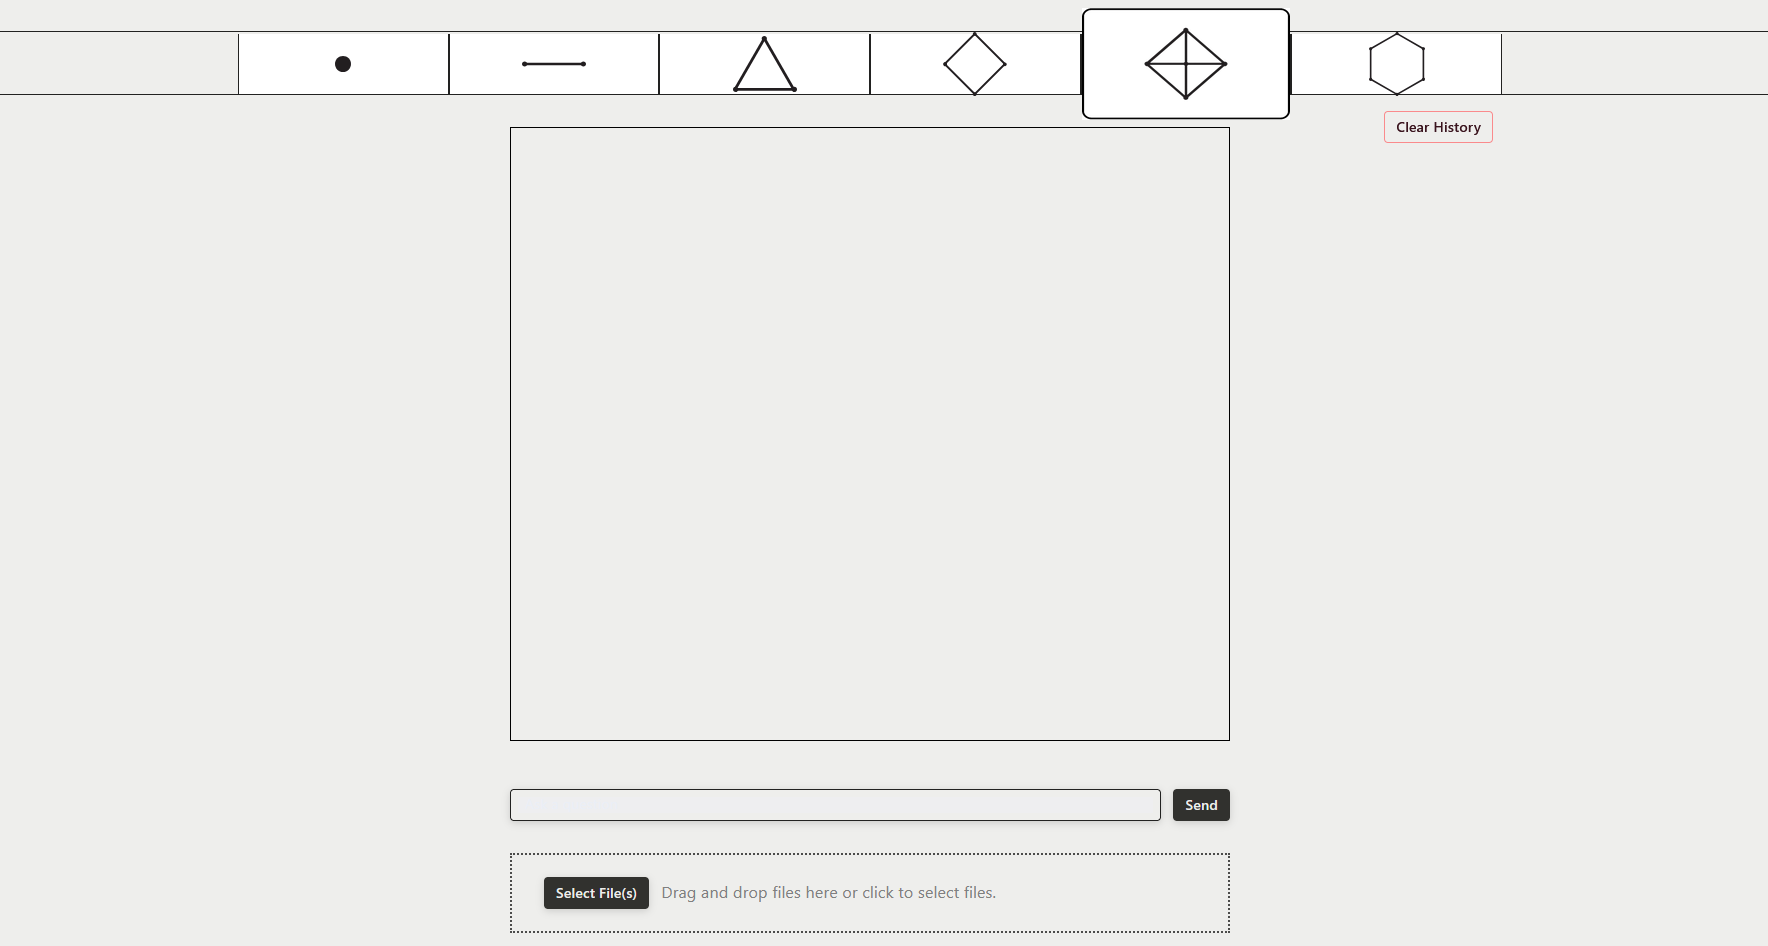 Clear History
Send
Select File(s) Drag and drop files here or click to select files.